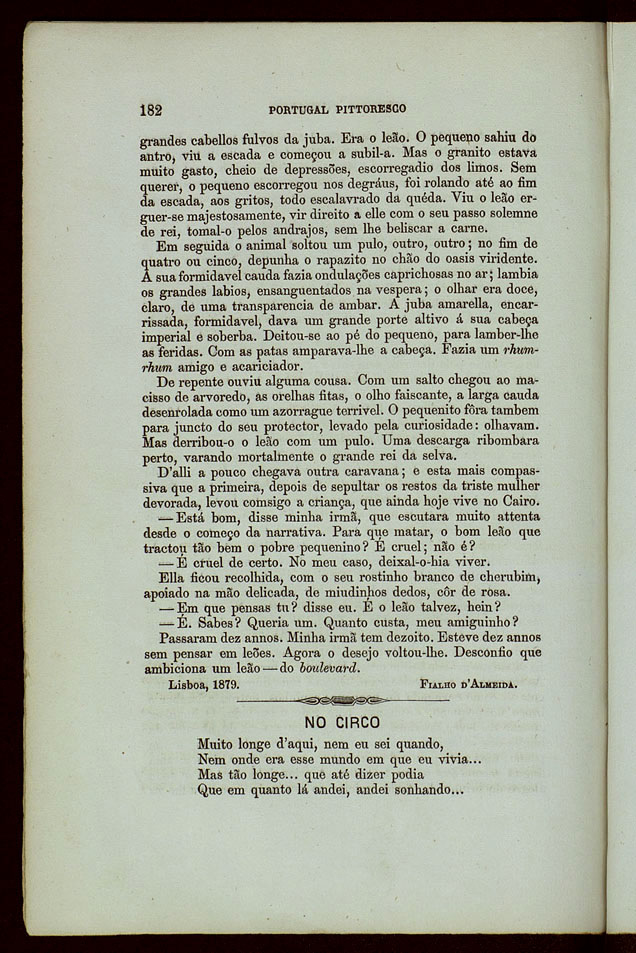 182 PORTUGAL PITTORESCO
grandes cabellos fulvos da juba. Era o leão. O pequeno sahiu do
antro, viu a escada e começou a subil-a. Mas o granito estava
muito gasto, cheio de depressões, escorregadio dos limos. Sem
querer, o pequeno escorregou nos degráus, foi rolando até ao fim
da escada, aos gritos, todo escalavrado da quéda. Viu o leão er-
guer-se majestosamente, vir direito a elle com o seu passo solemne
de rei, tomal-o pelos andrajos, sem lhe beliscar a carne.
Em seguida o animal soltou um pulo, outro, outro; no fim de
quatro ou cinco, depunha o rapazito no chão do oasis viridente.
A sua formidavel cauda fazia ondulações caprichosas no ar; lambia
os grandes labios, ensanguentados na vespera; o olhar era doce,
claro, de uma transparencia de ambar. A juba amarella, encar-
rissada, formidavel, dava um grande porte altivo á sua cabeça
imperial e soberba. Deitou-se ao pé do pequeno, para lamber-lhe
as feridas. Com as patas amparava-lhe a cabeça. Fazia um rhum-
rhum amigo e acariciador.
De repente ouviu alguma cousa. Com um salto chegou ao ma-
cisso de arvoredo, as orelhas fitas, o olho faiscante, a larga cauda
desenrolada como um azorrague terrivel. O pequenito fôra tambem
para juncto do seu protector, levado pela curiosidade: olhavam.
Mas derribou-o o leão com um pulo. Uma descarga ribombara
perto, varando mortalmente o grande rei da selva.
D'alli a pouco chegava outra caravana; e esta mais compas-
siva que a primeira, depois de sepultar os restos da triste mulher
devorada, levou comsigo a criança, que ainda hoje vive no Cairo.
— Está bom, disse minha irmã, que escutara muito attenta
desde o começo da narrativa. Para que matar, o bom leão que
tractou tão bem o pobre pequenino? É cruel; não é?
— É cruel de certo. No meu caso, deixal-o-hia viver.
Ella ficou recolhida, com o seu rostinho branco de cherubim,
apoiado na mão delicada, de miudinhos dedos, côr de rosa.
— Em que pensas tu? disse eu. É o leão talvez, hein?
— É. Sabes? Queria um. Quanto custa, meu amiguinho?
Passaram dez annos. Minha irmã tem dezoito. Esteve dez annos
sem pensar em leões. Agora o desejo voltou-lhe. Desconfio que
ambiciona um leão — do boulevard.
Lisboa, 1879. FIALHO D'ALMEIDA.
NO CIRCO
Muito longe d'aqui, nem eu sei quando,
Nem onde era esse mundo em que eu vivia...
Mas tão longe... que até dizer podia
Que em quanto lá andei, andei sonhando...